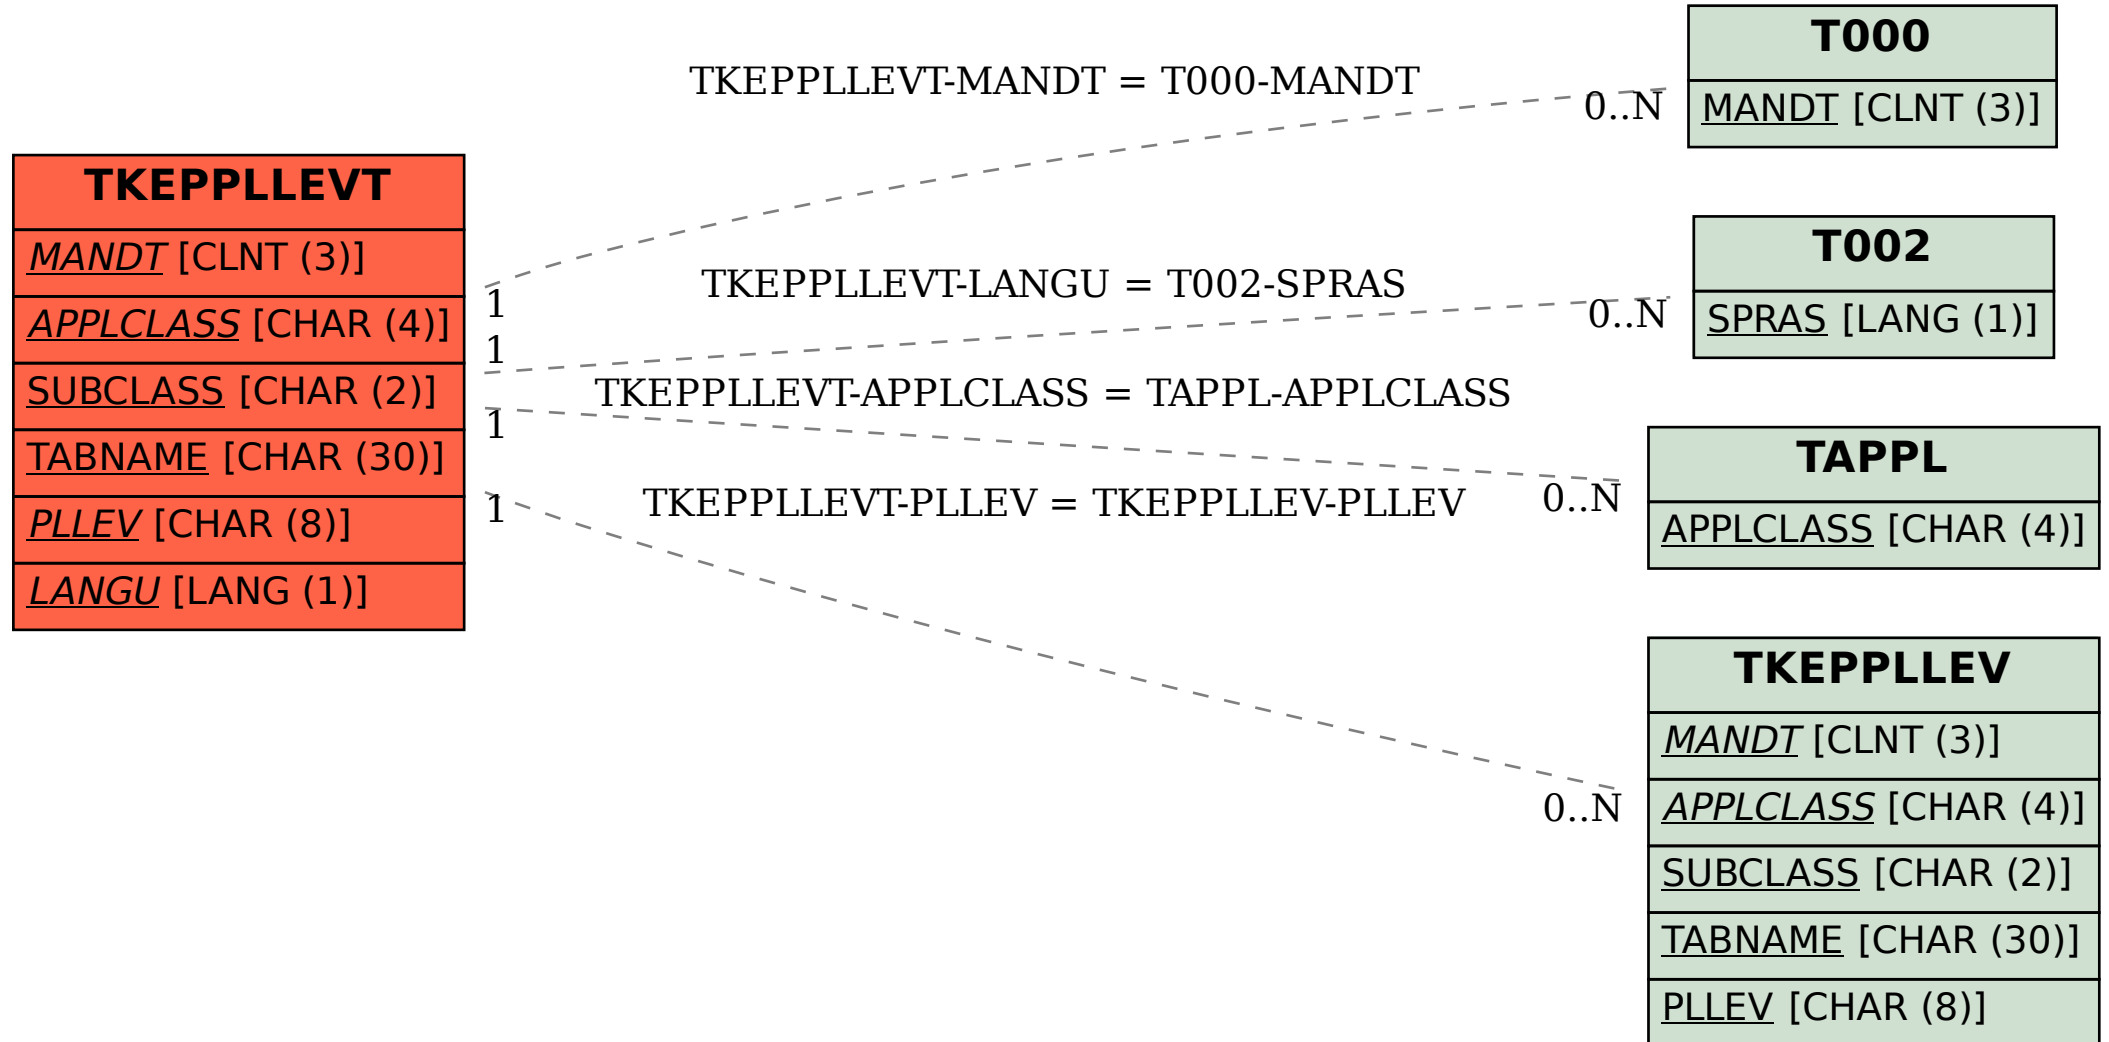 TKEPPLLEVT
MANDT [CLNT (3)]
APPLCLASS [CHAR (4)]
SUBCLASS [CHAR (2)]
TABNAME [CHAR (30)]
PLLEV [CHAR (8)]
LANGU [LANG (1)]
TKEPPLLEVT-MANDT = T000-MANDT
1
0..N
TKEPPLLEVT-LANGU = T002-SPRAS
1
0..N
TKEPPLLEVT-APPLCLASS = TAPPL-APPLCLASS
1
0..N
TKEPPLLEVT-PLLEV = TKEPPLLEV-PLLEV
1
0..N
T000
MANDT [CLNT (3)]
T002
SPRAS [LANG (1)]
TAPPL
APPLCLASS [CHAR (4)]
TKEPPLLEV
MANDT [CLNT (3)]
APPLCLASS [CHAR (4)]
SUBCLASS [CHAR (2)]
TABNAME [CHAR (30)]
PLLEV [CHAR (8)]